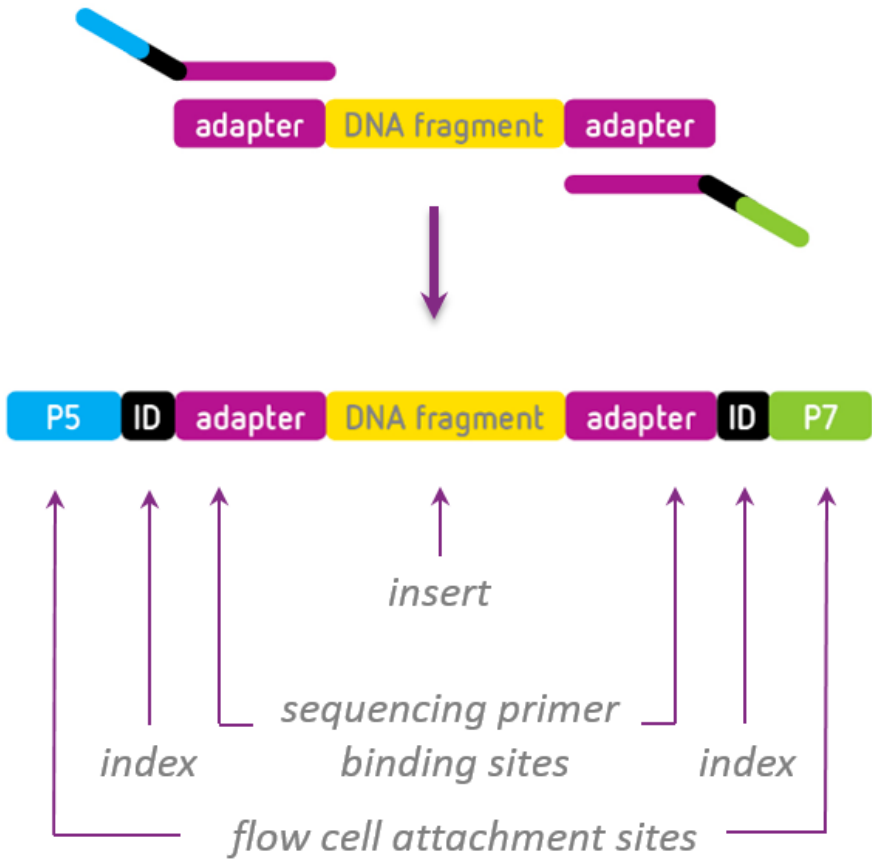 adapter DNA fragment adapter
P5 ID adapter DNA fragment adapter ID P7
insert
sequencing primer
index binding sites index
flow cell attachment sites